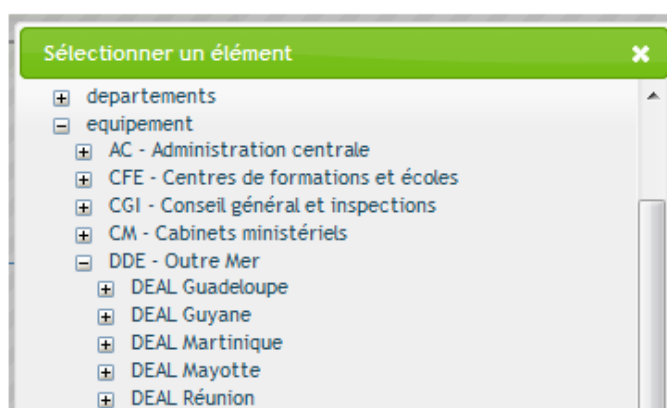 Sélectionner un élément
departements
equipement
AC - Administration centrale
CFE - Centres de formations et écoles
CGI - Conseil général et inspections
CM - Cabinets ministériels
DDE - Outre Mer
DEAL Guadeloupe
DEAL Guyane
DEAL Martinique
DEAL Mayotte
DEAL Réunion